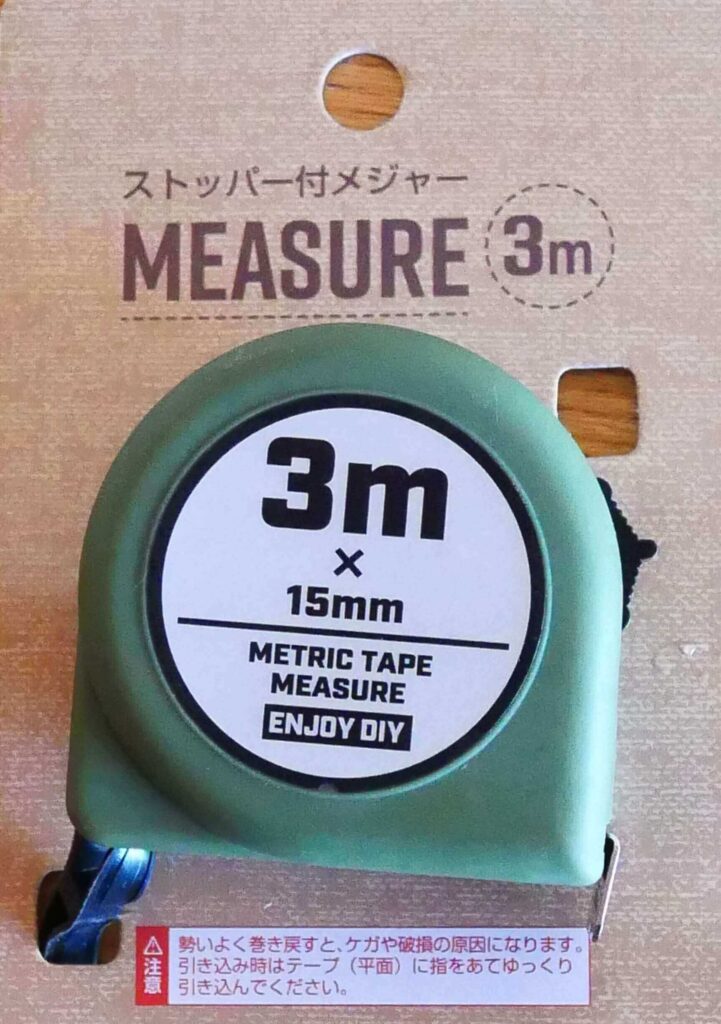 ストッパー付メジャー
MEASURE 3m
3m
×
15mm
METRIC TAPE
MEASURE
ENJOY DIY
注意
勢いよく巻き戻すと、ケガや破損の原因になります。
引き込み時はテープ（平面）に指をあてゆっくり
引き込んでください。